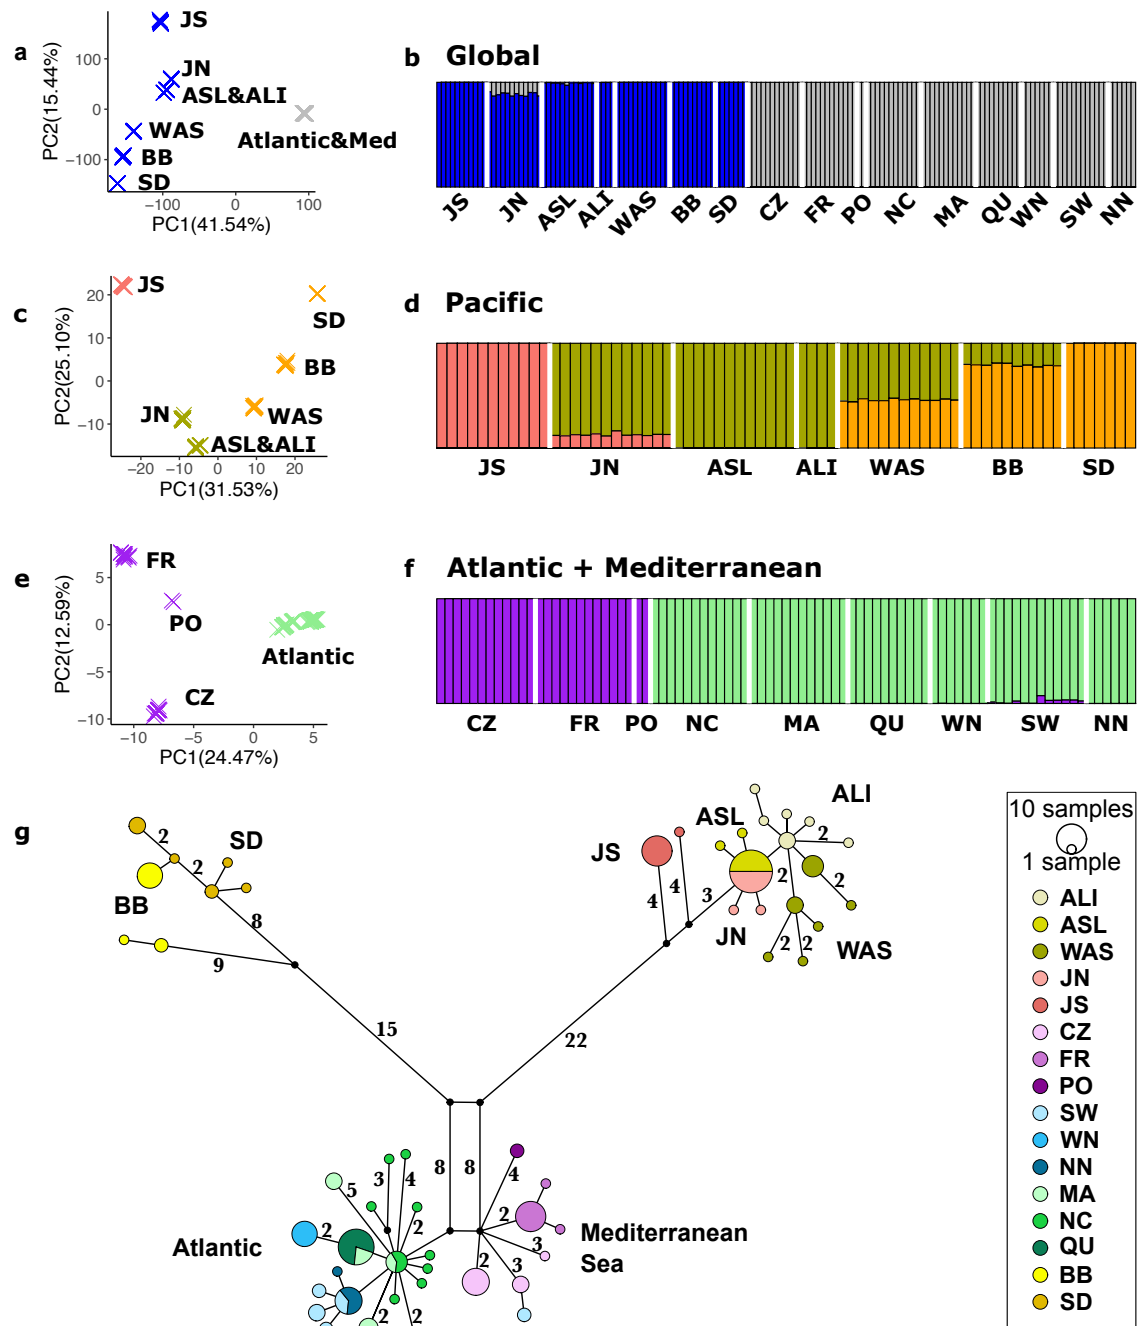 a
PC2(15.44%)
100
0
−100
JS
JN
ASL&ALI
WAS
BB
SD
Atlantic&Med
−100 0 100
PC1(41.54%)
b Global
JS JN ASL ALI WAS BB SD CZ FR PO NC MA QU WN SW NN
c
PC2(25.10%)
20
10
0
−10
JS
SD
BB
JN
WAS
ASL&ALI
−20 −10 0 10 20
PC1(31.53%)
d Pacific
JS JN ASL ALI WAS BB SD
e
PC2(12.59%)
5
0
−5
−10
FR
PO
Atlantic
CZ
−10 −5 0 5
PC1(24.47%)
f Atlantic + Mediterranean
CZ FR PO NC MA QU WN SW NN
g
ALI
ASL
2
SD
2
JS
2
2
4
4
3
2
BB
JN
8
2 2
WAS
9
15
22
8 8
3 4
4
5
2
2
2
Atlantic
Mediterranean
Sea
3
2
3
2 2
10 samples
1 sample
ALI
ASL
WAS
JN
JS
CZ
FR
PO
SW
WN
NN
MA
NC
QU
BB
SD